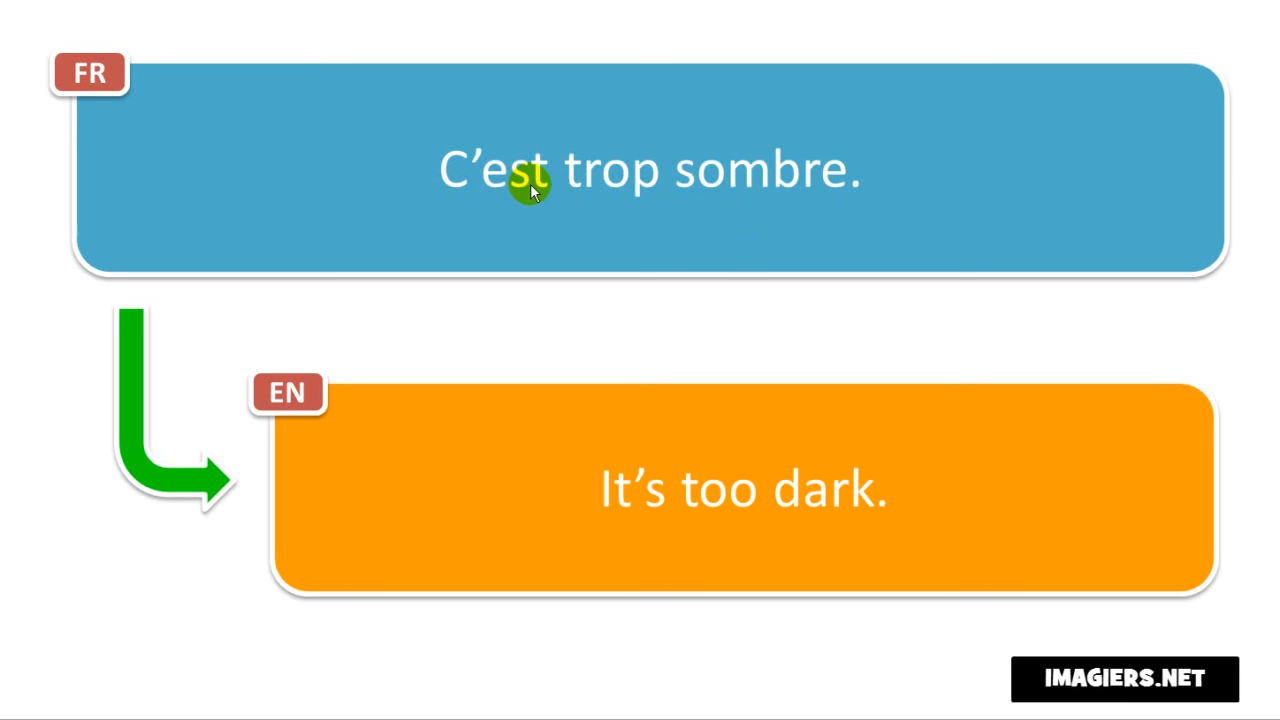 FR
C’est trop sombre.
EN
It’s too dark.
IMAGIERS.NET